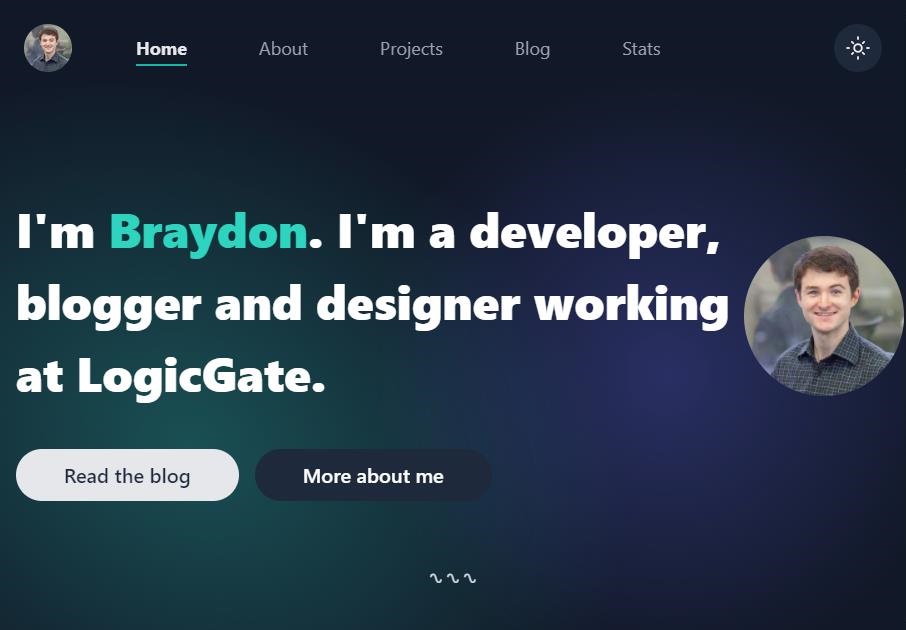 Home About Projects Blog Stats
I'm Braydon. I'm a developer,
blogger and designer working
at LogicGate.
Read the blog More about me